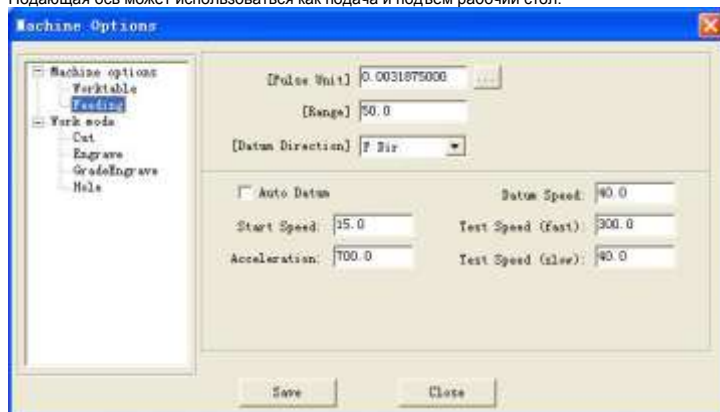 Подающая ось может использоваться как подача и подъем рабочий стол.
Machine Options
Machine options
Worktable
Feeding
Work mode
Cut
Engrave
GradeEngrave
Hole
[Pulse Unit] 0.0031875000 ...
[Range] 50.0
[Datum Direction] F Dir
Auto Datum
Datum Speed: 40.0
Start Speed: 15.0
Test Speed (fast): 300.0
Acceleration: 700.0
Test Speed (slow): 40.0
Save
Close